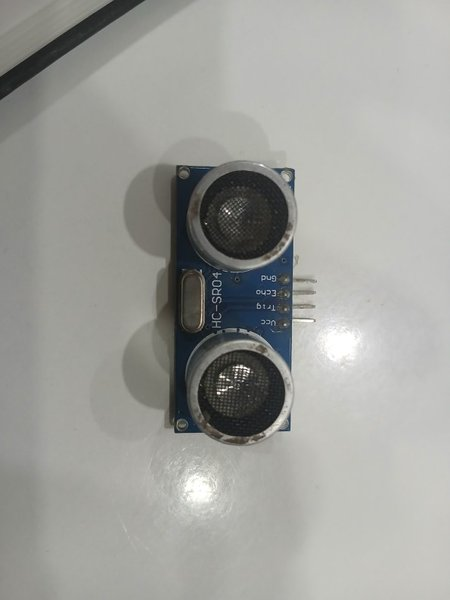 HC-SR04
Vcc
Trig
Echo
Gnd